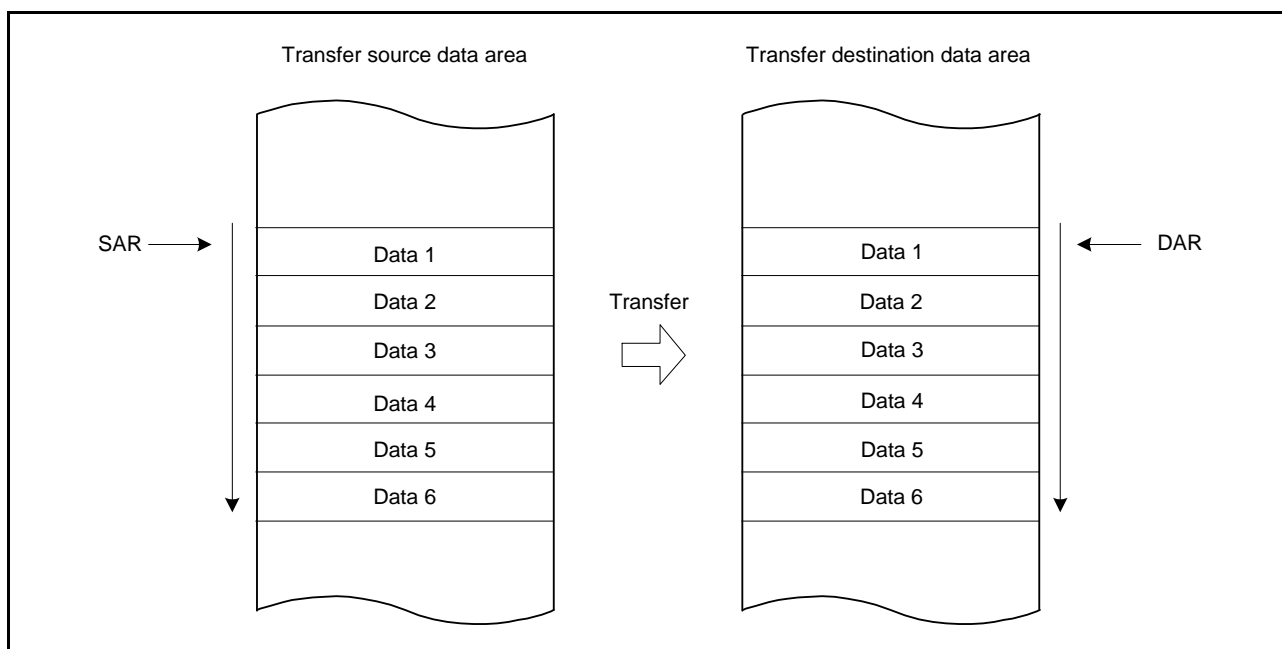 Transfer source data area
Transfer destination data area
SAR
Data 1
Data 2
Data 3
Data 4
Data 5
Data 6
Transfer
Data 1
Data 2
Data 3
Data 4
Data 5
Data 6
DAR